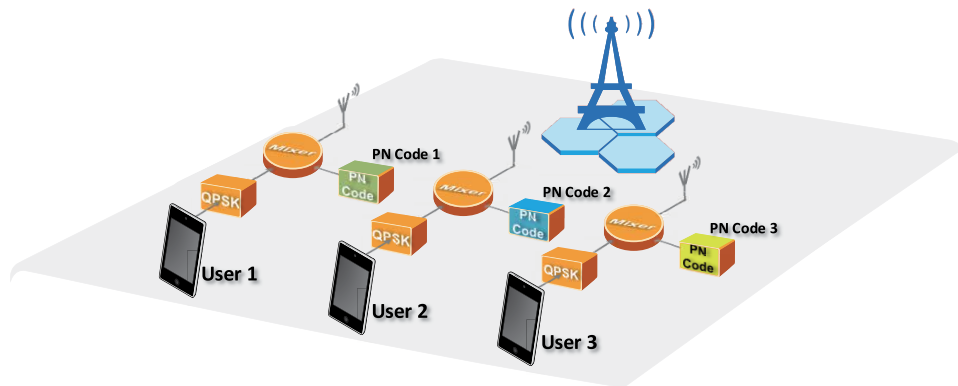 Mixer
PN Code 1
PN
Code
QPSK
User 1
Mixer
PN Code 2
PN
Code
QPSK
User 2
Mixer
PN Code 3
PN
Code
QPSK
User 3